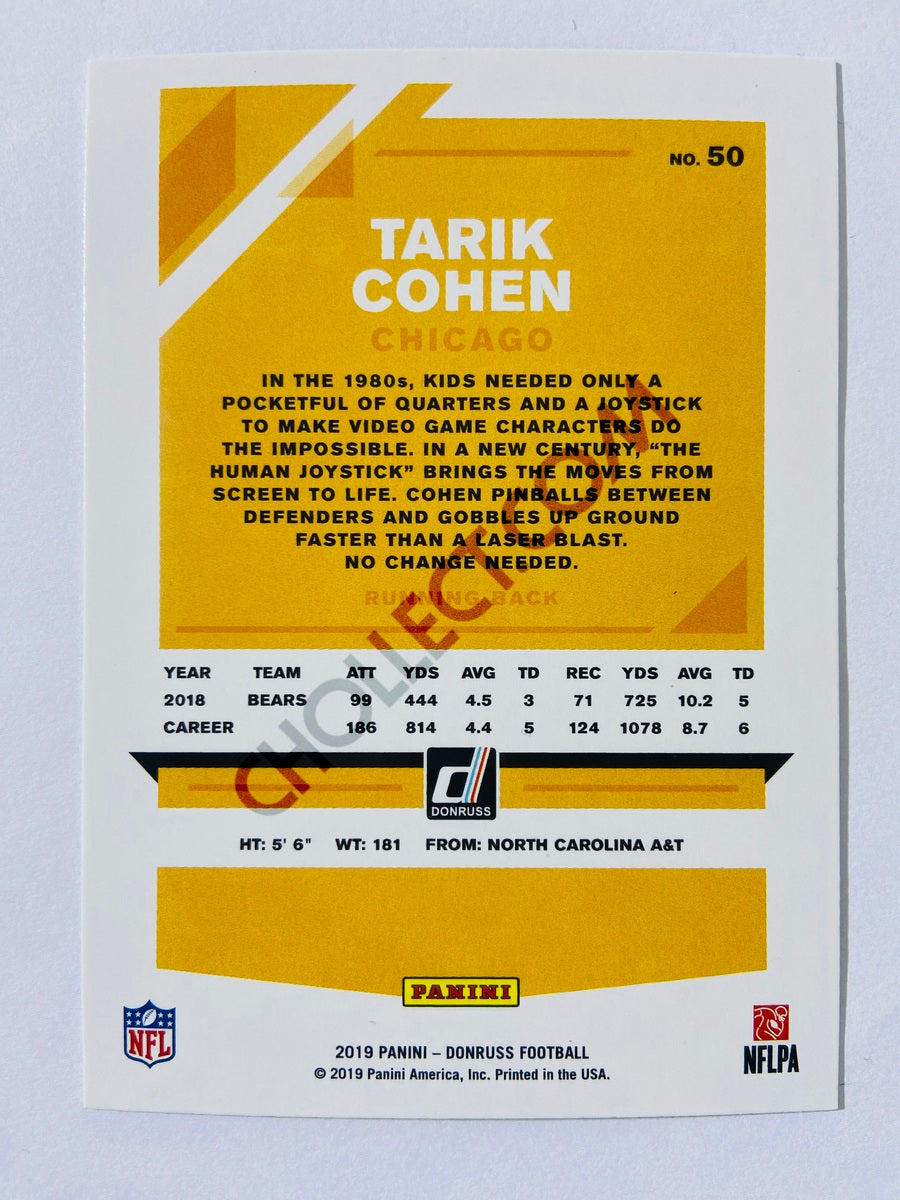 NO. 50
TARIK
COHEN
CHICAGO
IN THE 1980s, KIDS NEEDED ONLY A
POCKETFUL OF QUARTERS AND A JOYSTICK
TO MAKE VIDEO GAME CHARACTERS DO
THE IMPOSSIBLE. IN A NEW CENTURY, “THE
HUMAN JOYSTICK” BRINGS THE MOVES FROM
SCREEN TO LIFE. COHEN PINBALLS BETWEEN
DEFENDERS AND GOBBLES UP GROUND
FASTER THAN A LASER BLAST.
NO CHANGE NEEDED.
RUNNING BACK
CHOLLECT.COM
YEAR TEAM ATT YDS AVG TD REC YDS AVG TD
2018 BEARS 99 444 4.5 3 71 725 10.2 5
CAREER 186 814 4.4 5 124 1078 8.7 6
d
DONRUSS
HT: 5' 6" WT: 181 FROM: NORTH CAROLINA A&T
PANINI
NFL
NFLPA
2019 PANINI – DONRUSS FOOTBALL
© 2019 Panini America, Inc. Printed in the USA.